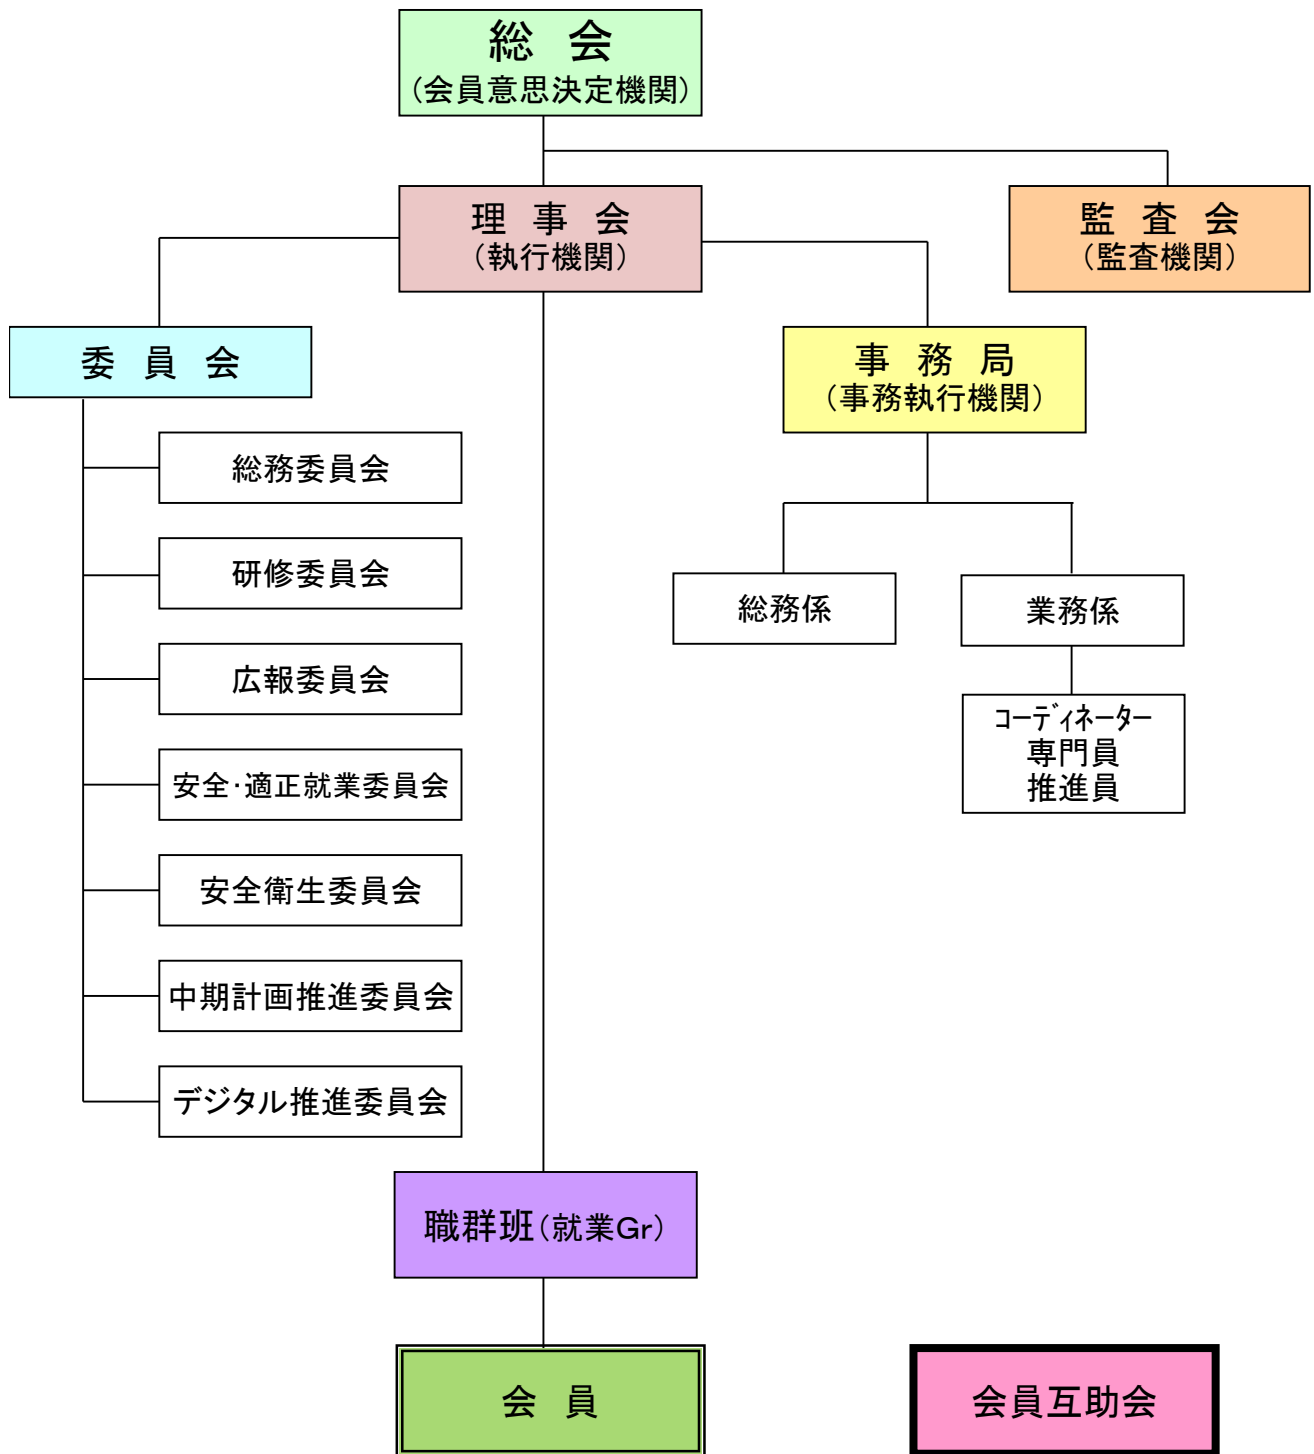 総　会
（会員意思決定機関）
理　事　会
（執行機関）
監　査　会
（監査機関）
委　員　会
事　務　局
（事務執行機関）
総務委員会
研修委員会
広報委員会
安全・適正就業委員会
安全衛生委員会
中期計画推進委員会
デジタル推進委員会
総務係
業務係
ｺｰﾃﾞｨﾈｰﾀｰ
専門員
推進員
職群班（就業Gr）
会　員
会員互助会